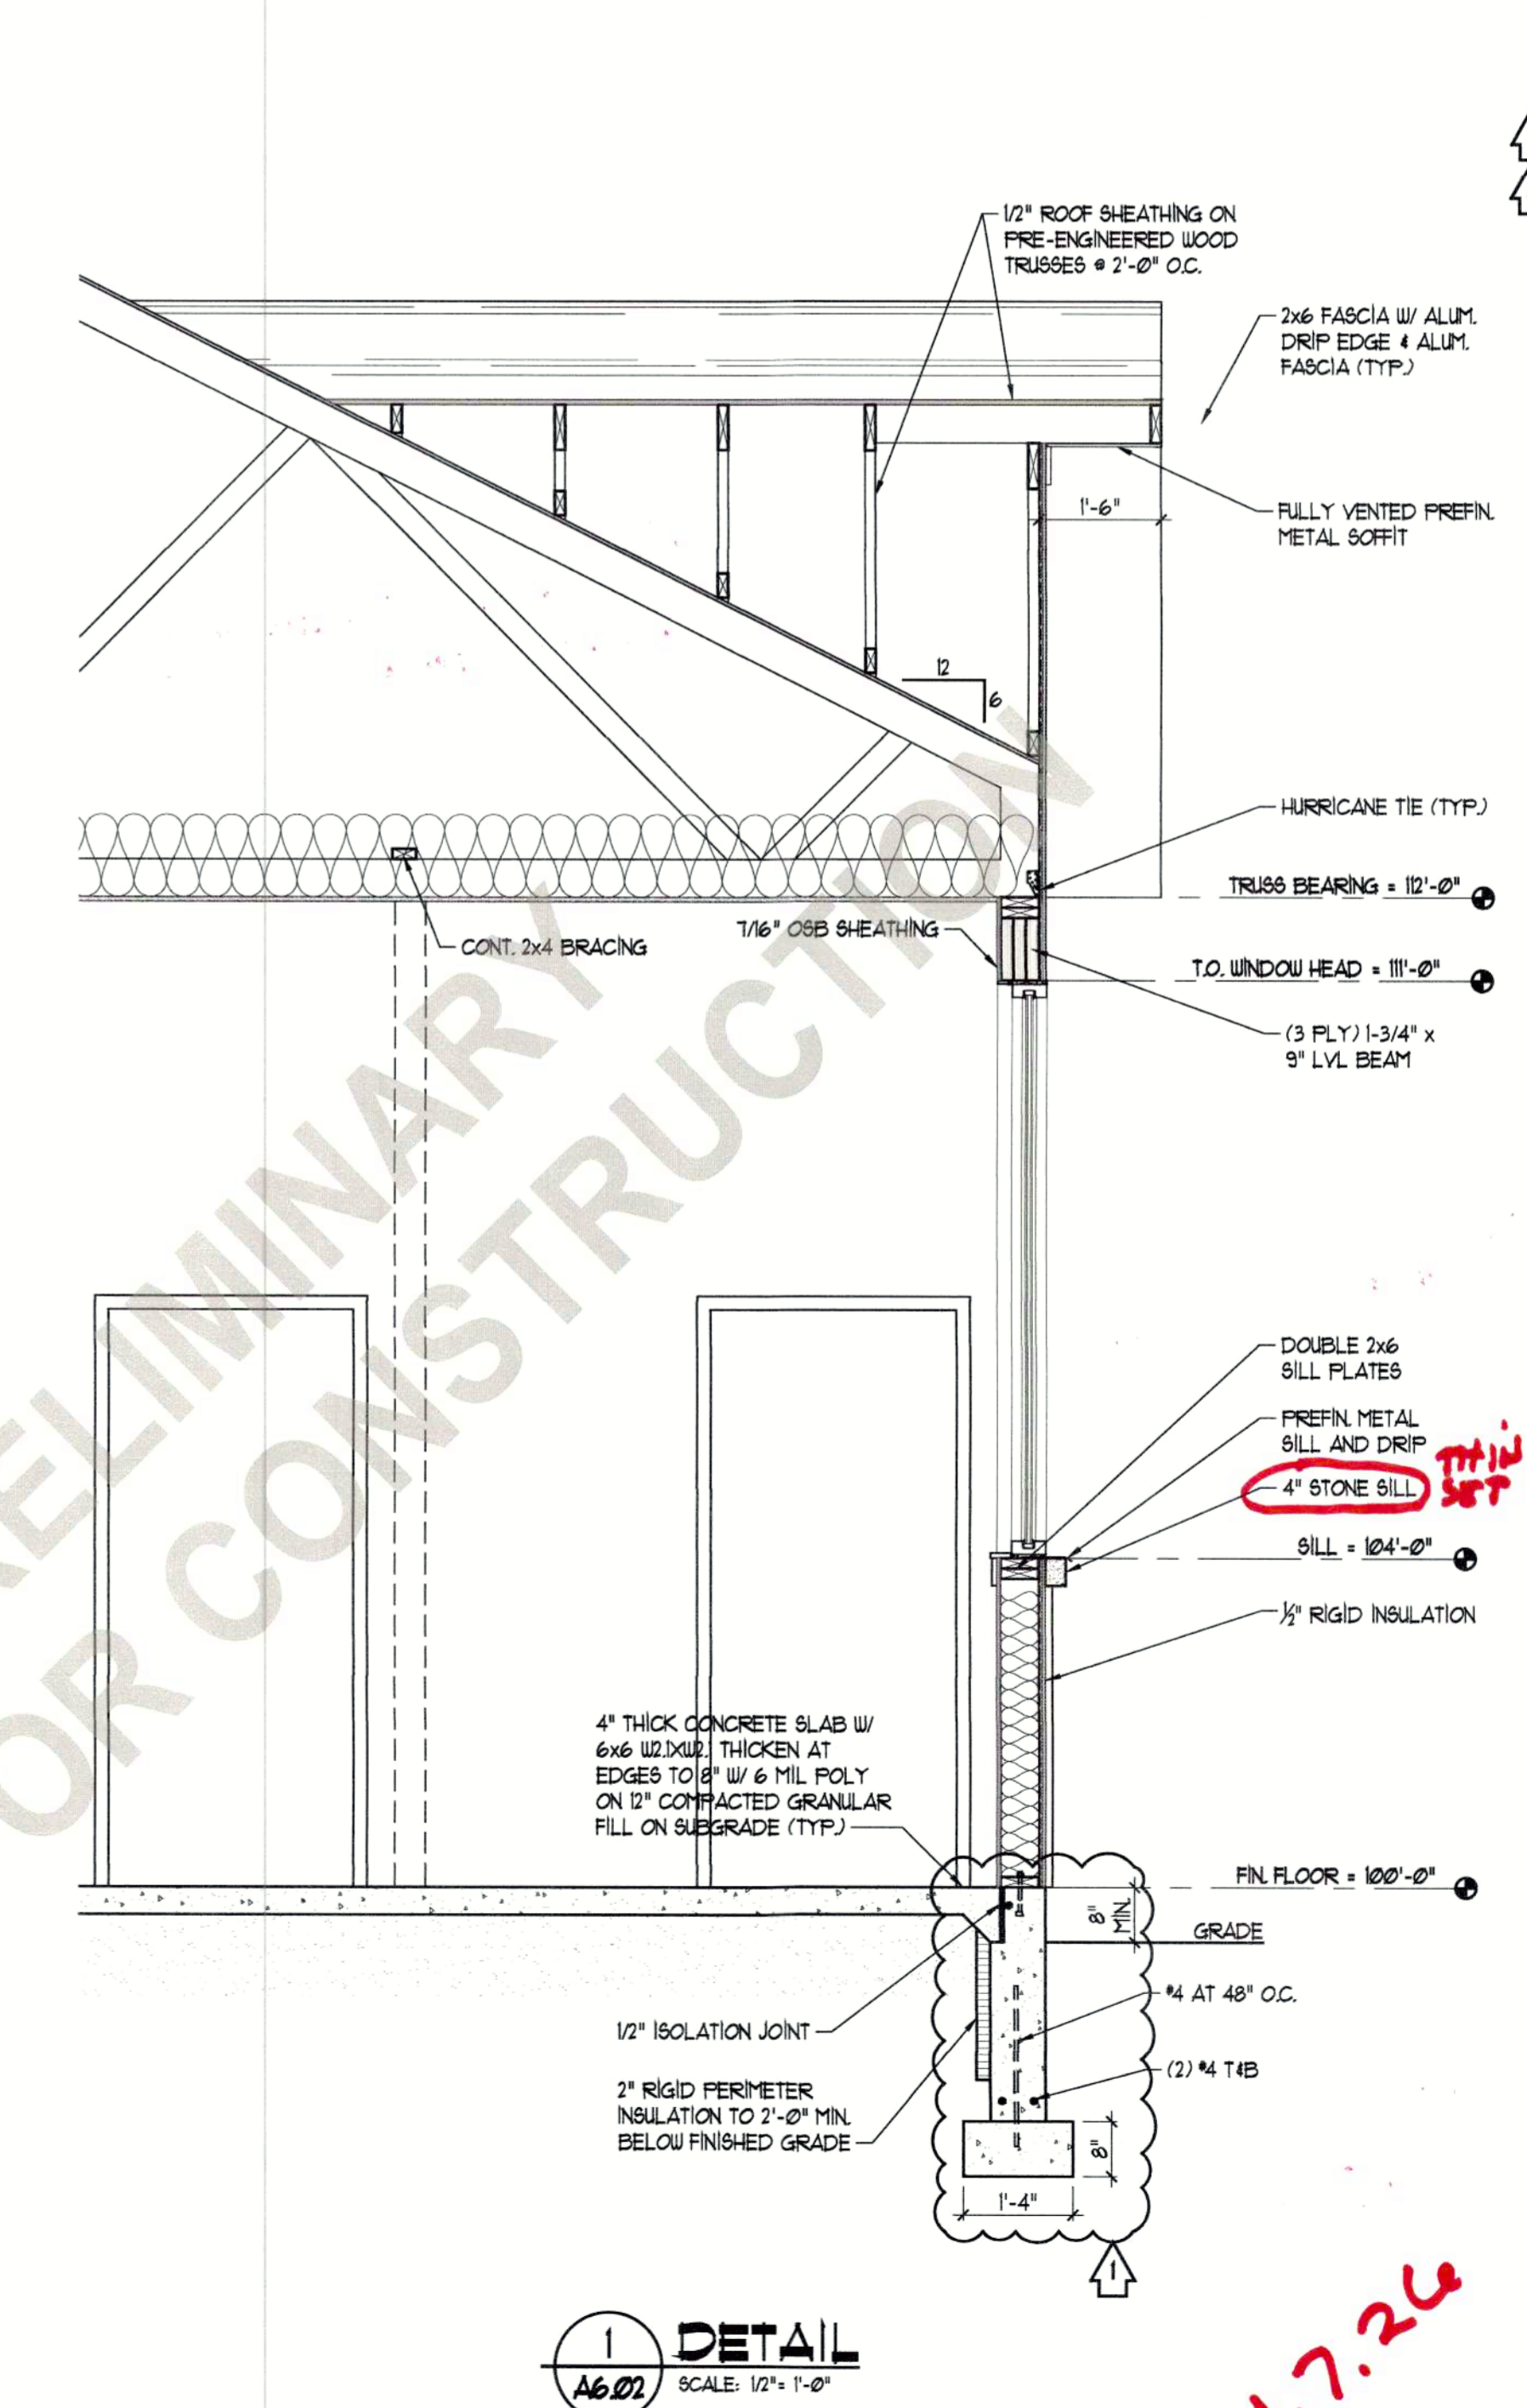 1/2" ROOF SHEATHING ON
PRE-ENGINEERED WOOD
TRUSSES @ 2'-0" O.C.
2x6 FASCIA W/ ALUM.
DRIP EDGE & ALUM.
FASCIA (TYP.)
1'-6"
FULLY VENTED PREFIN.
METAL SOFFIT
12
6
HURRICANE TIE (TYP.)
TRUSS BEARING = 112'-0"
7/16" OSB SHEATHING
CONT. 2x4 BRACING
T.O. WINDOW HEAD = 111'-0"
(3 PLY) 1-3/4" x
9" LVL BEAM
RELIMINARY
OR CONSTRUCTION
DOUBLE 2x6
SILL PLATES
PREFIN. METAL
SILL AND DRIP
4" STONE SILL
THIN
SET
SILL = 104'-0"
1/2" RIGID INSULATION
4" THICK CONCRETE SLAB W/
6x6 W2.1XW2.1 THICKEN AT
EDGES TO 8" W/ 6 MIL POLY
ON 12" COMPACTED GRANULAR
FILL ON SUBGRADE (TYP.)
FIN. FLOOR = 100'-0"
8"
MIN.
GRADE
#4 AT 48" O.C.
1/2" ISOLATION JOINT
(2) #4 T&B
2" RIGID PERIMETER
INSULATION TO 2'-0" MIN.
BELOW FINISHED GRADE
8"
1'-4"
1
7.26
1
DETAIL
A6.02
SCALE: 1/2" = 1'-0"